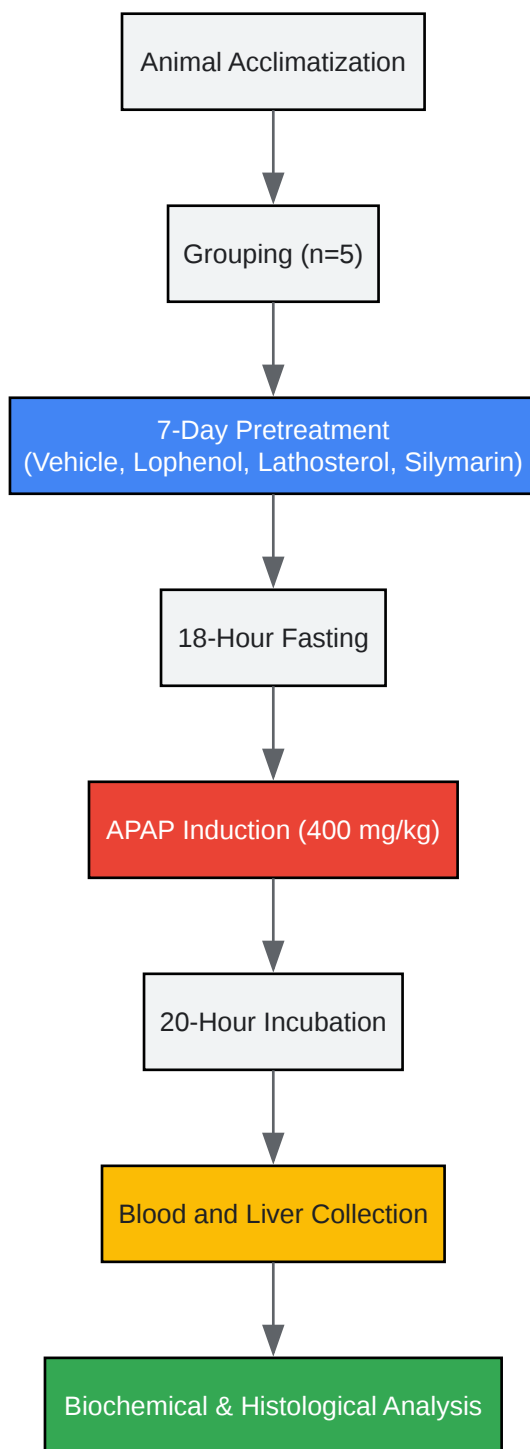 Animal Acclimatization
Grouping (n=5)
7-Day Pretreatment
(Vehicle, Lophenol, Lathosterol, Silymarin)
18-Hour Fasting
APAP Induction (400 mg/kg)
20-Hour Incubation
Blood and Liver Collection
Biochemical & Histological Analysis